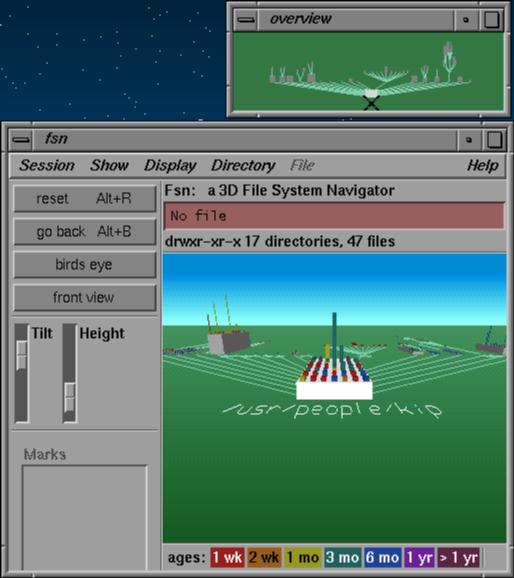 overview
fsn
Session Show Display Directory File Help
reset Alt+R
go back Alt+B
birds eye
front view
Tilt Height
Marks
Fsn: a 3D File System Navigator
No file
drwxr-xr-x 17 directories, 47 files
/usr/people/kip
ages: 1 wk 2 wk 1 mo 3 mo 6 mo 1 yr > 1 yr